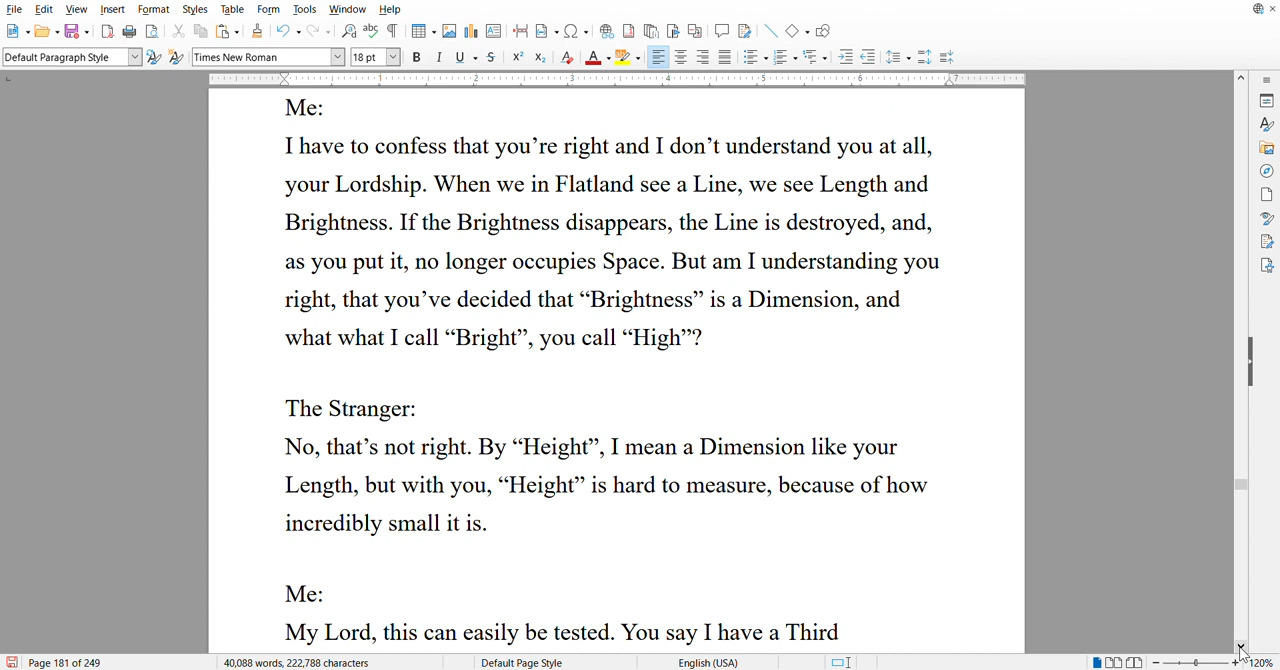 File Edit View Insert Format Styles Table Form Tools Window Help
Default Paragraph Style Times New Roman 18 pt
1 2 3 4 5 6 7
Me:
I have to confess that you’re right and I don’t understand you at all,
your Lordship. When we in Flatland see a Line, we see Length and
Brightness. If the Brightness disappears, the Line is destroyed, and,
as you put it, no longer occupies Space. But am I understanding you
right, that you’ve decided that “Brightness” is a Dimension, and
what what I call “Bright”, you call “High”?
The Stranger:
No, that’s not right. By “Height”, I mean a Dimension like your
Length, but with you, “Height” is hard to measure, because of how
incredibly small it is.
Me:
My Lord, this can easily be tested. You say I have a Third
Page 181 of 249 40,088 words, 222,788 characters Default Page Style English (USA) 120%